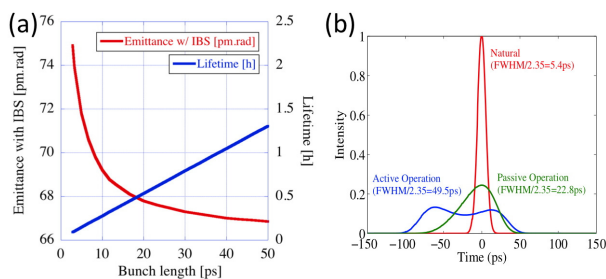 (a)
76
74
72
70
68
66
Emittance with IBS [pm.rad]
Emittance w/ IBS [pm.rad]
Lifetime [h]
2.5
2
1.5
1
0.5
0
Lifetime [h]
0 10 20 30 40 50
Bunch length [ps]
(b)
1
0.8
0.6
0.4
0.2
0
Intensity
Natural
(FWHM/2.35=5.4ps)
Active Operation
(FWHM/2.35=49.5ps)
Passive Operation
(FWHM/2.35=22.8ps)
-150 -100 -50 0 50 100 150
Time (ps)